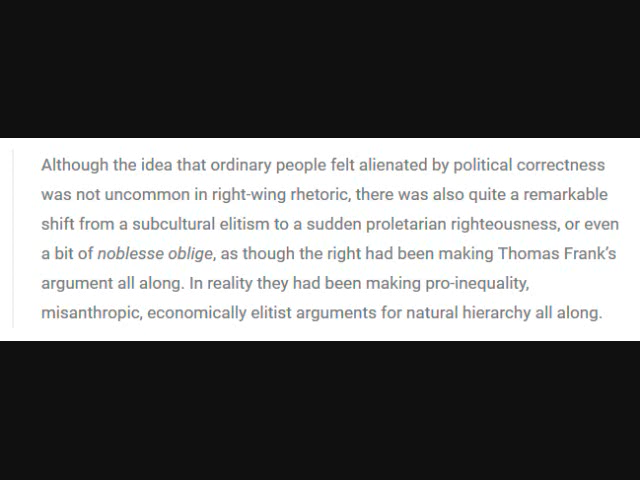 Although the idea that ordinary people felt alienated by political correctness
was not uncommon in right-wing rhetoric, there was also quite a remarkable
shift from a subcultural elitism to a sudden proletarian righteousness, or even
a bit of noblesse oblige, as though the right had been making Thomas Frank’s
argument all along. In reality they had been making pro-inequality,
misanthropic, economically elitist arguments for natural hierarchy all along.